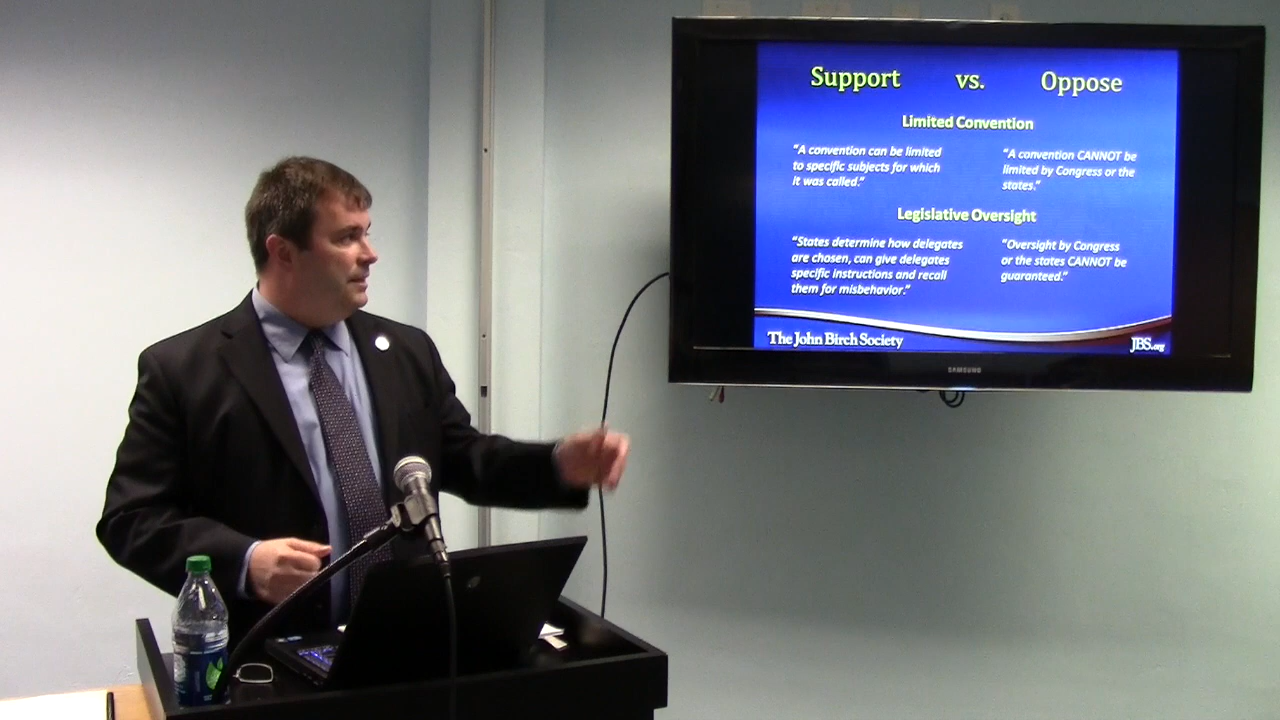 Support vs. Oppose
Limited Convention
“A convention can be limited
to specific subjects for which
it was called.”
“A convention CANNOT be
limited by Congress or the
states.”
Legislative Oversight
“States determine how delegates
are chosen, can give delegates
specific instructions and recall
them for misbehavior.”
“Oversight by Congress
or the states CANNOT be
guaranteed.”
The John Birch Society
JBS.org
SAMSUNG